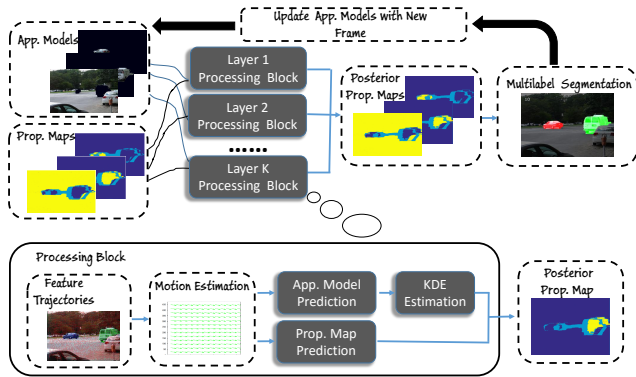 Update App. Models with New
Frame
App. Models
Layer 1
Processing Block
Layer 2
Processing Block
......
Layer K
Processing Block
Prop. Maps
Posterior
Prop. Maps
Multilabel Segmentation
Processing Block
Feature
Trajectories
Motion Estimation
App. Model
Prediction
KDE
Estimation
Prop. Map
Prediction
Posterior
Prop. Map